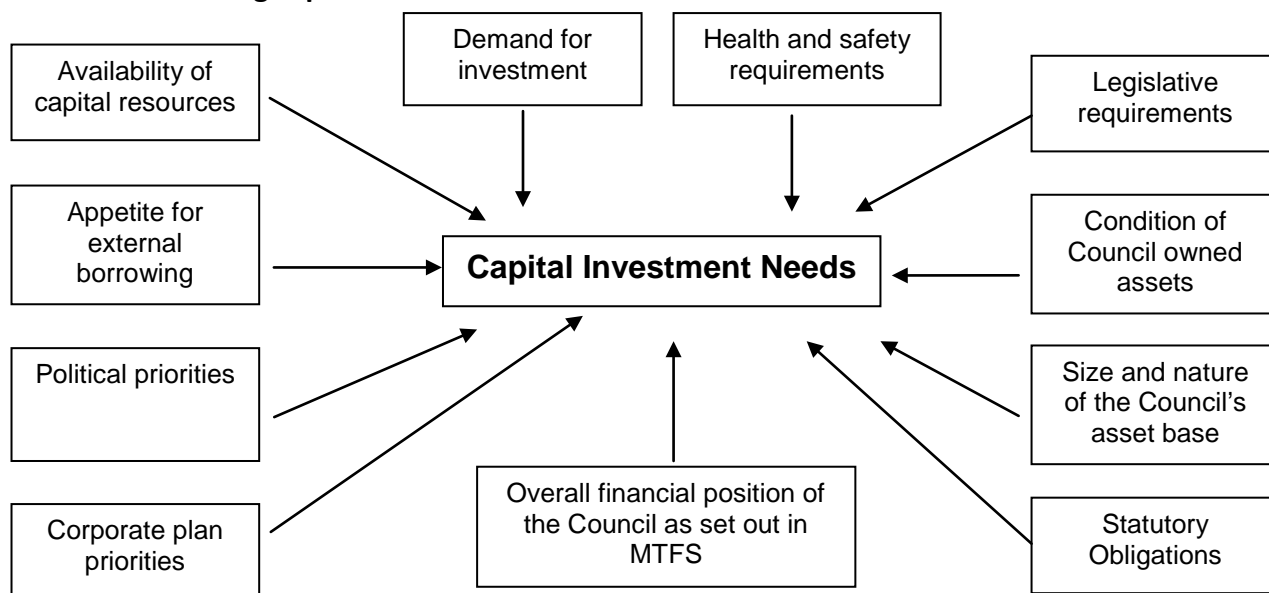 Availability of
capital resources
Demand for
investment
Health and safety
requirements
Legislative
requirements
Appetite for
external
borrowing
Capital Investment Needs
Condition of
Council owned
assets
Political priorities
Size and nature
of the Council's
asset base
Corporate plan
priorities
Overall financial position of
the Council as set out in
MTFS
Statutory
Obligations